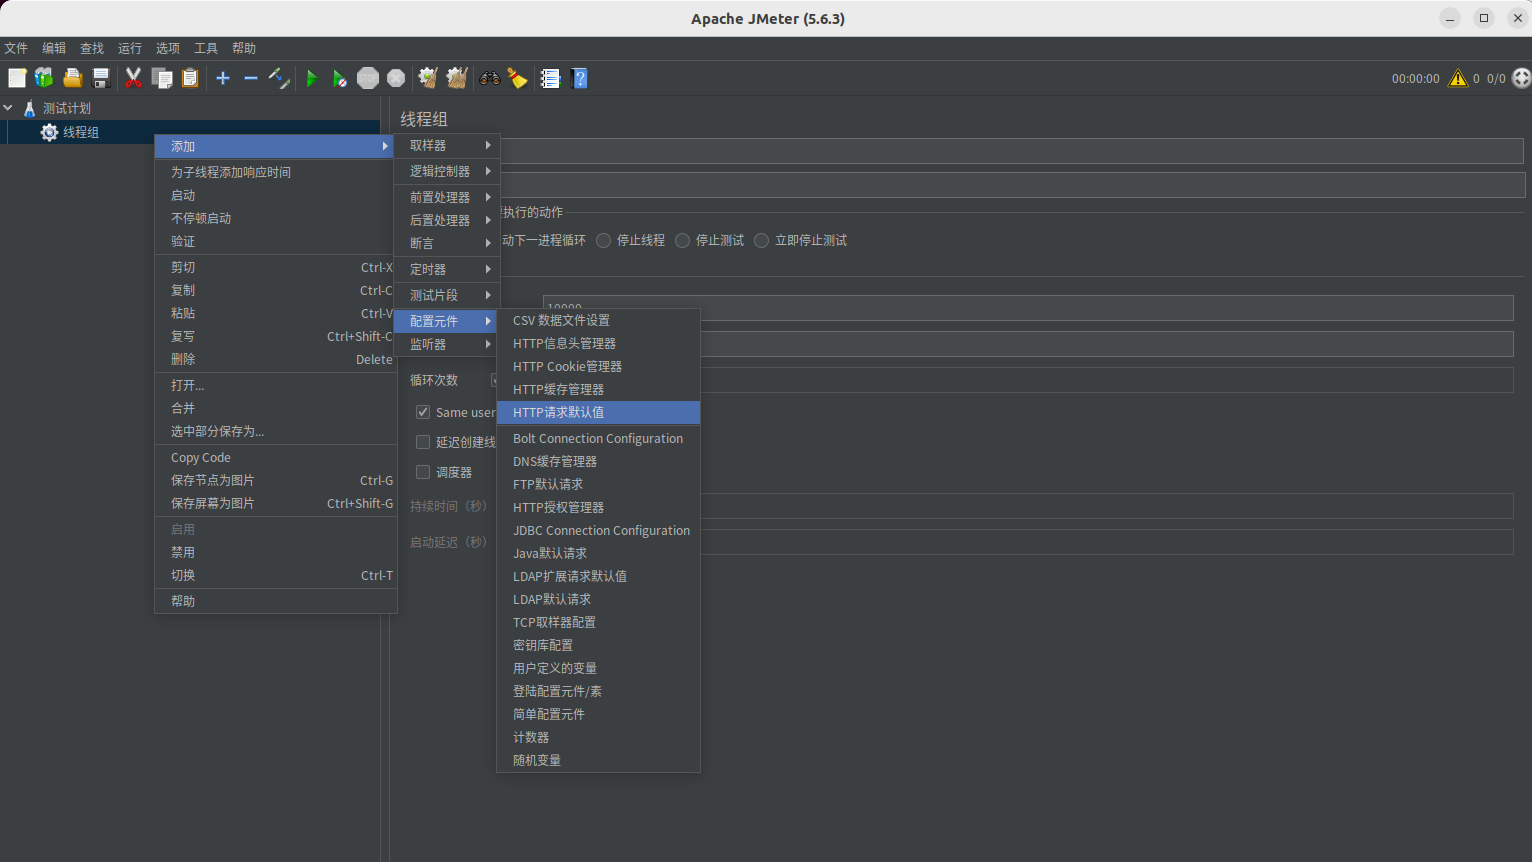 Apache JMeter (5.6.3)
文件 编辑 查找 运行 选项 工具 帮助
00:00:00 0 0/0
测试计划
线程组
线程组
添加
为子线程添加响应时间
启动
不停顿启动
验证
剪切 Ctrl-X
复制 Ctrl-C
粘贴 Ctrl-V
复写 Ctrl+Shift-C
删除 Delete
打开...
合并
选中部分保存为...
Copy Code
保存节点为图片 Ctrl-G
保存屏幕为图片 Ctrl+Shift-G
启用
禁用
切换 Ctrl-T
帮助
取样器
逻辑控制器
前置处理器
后置处理器
断言
定时器
测试片段
配置元件
监听器
执行的动作
动下一进程循环 停止线程 停止测试 立即停止测试
循环次数
Same user
延迟创建线
调度器
持续时间（秒）
启动延迟（秒）
CSV 数据文件设置
HTTP信息头管理器
HTTP Cookie管理器
HTTP缓存管理器
HTTP请求默认值
Bolt Connection Configuration
DNS缓存管理器
FTP默认请求
HTTP授权管理器
JDBC Connection Configuration
Java默认请求
LDAP扩展请求默认值
LDAP默认请求
TCP取样器配置
密钥库配置
用户定义的变量
登陆配置元件/素
简单配置元件
计数器
随机变量